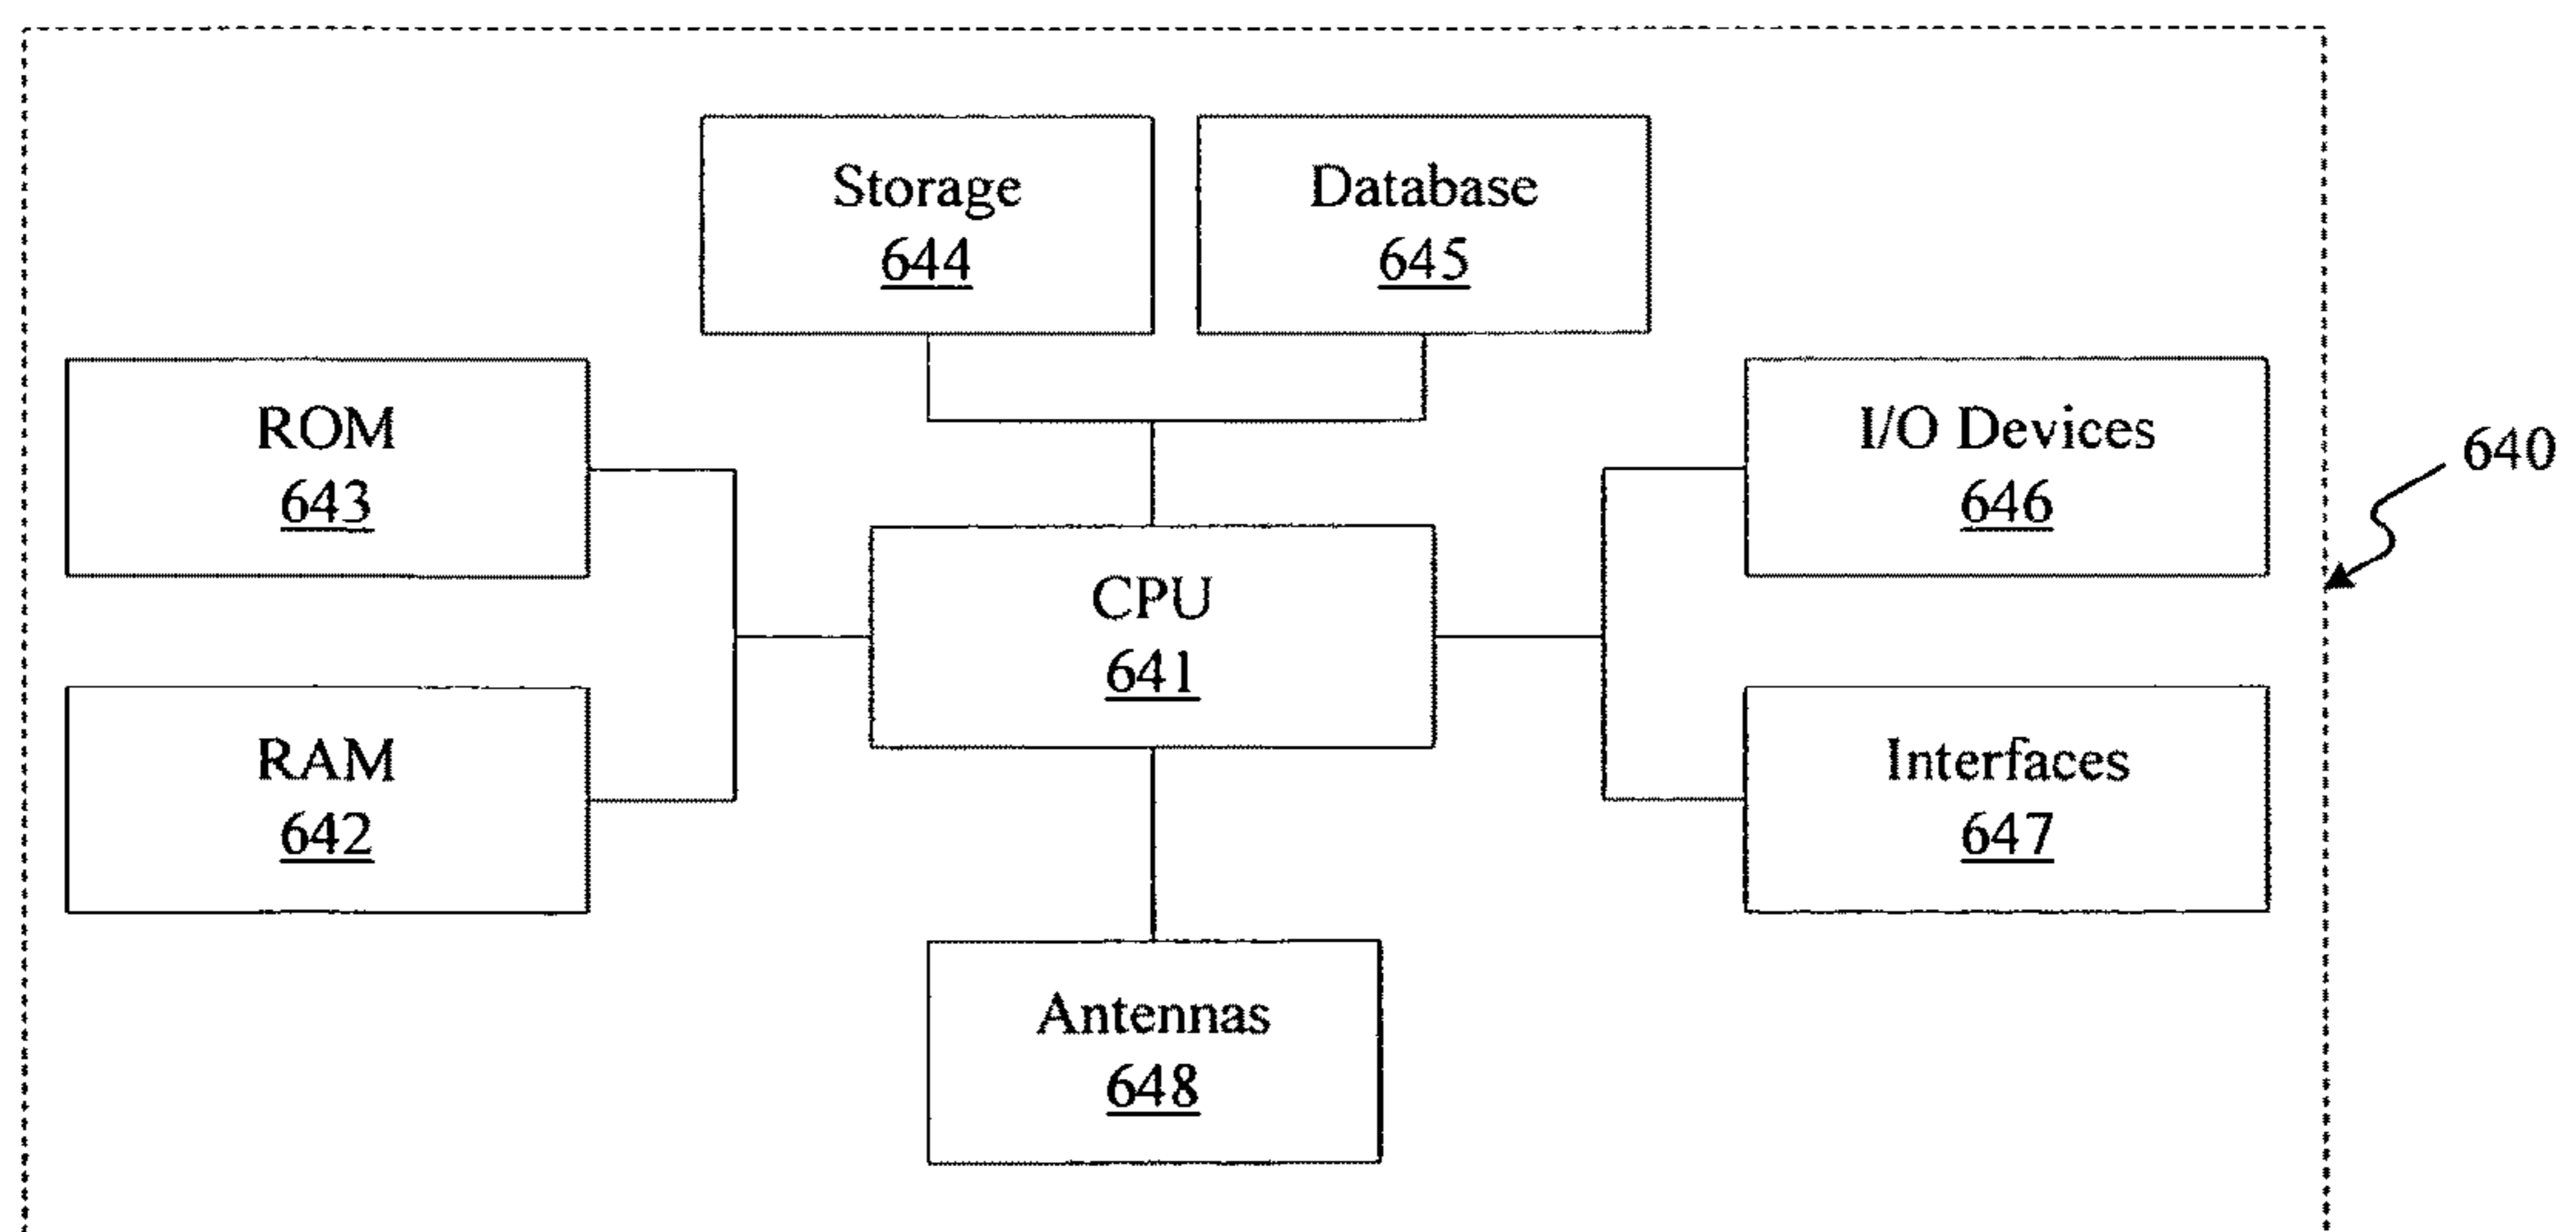 Storage
644
Database
645
ROM
643
I/O Devices
646
640
CPU
641
RAM
642
Interfaces
647
Antennas
648